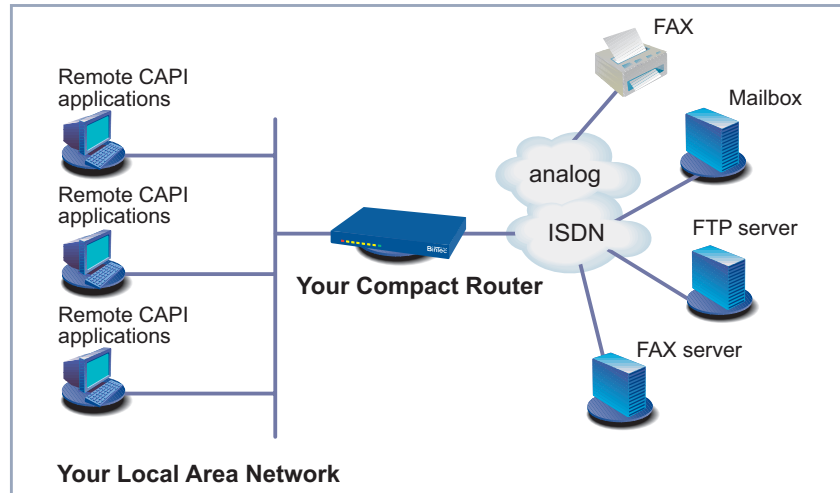 FAX
Remote CAPI
applications
Mailbox
analog
Remote CAPI
applications
ISDN
FTP server
BinTec
Your Compact Router
Remote CAPI
applications
FAX server
Your Local Area Network